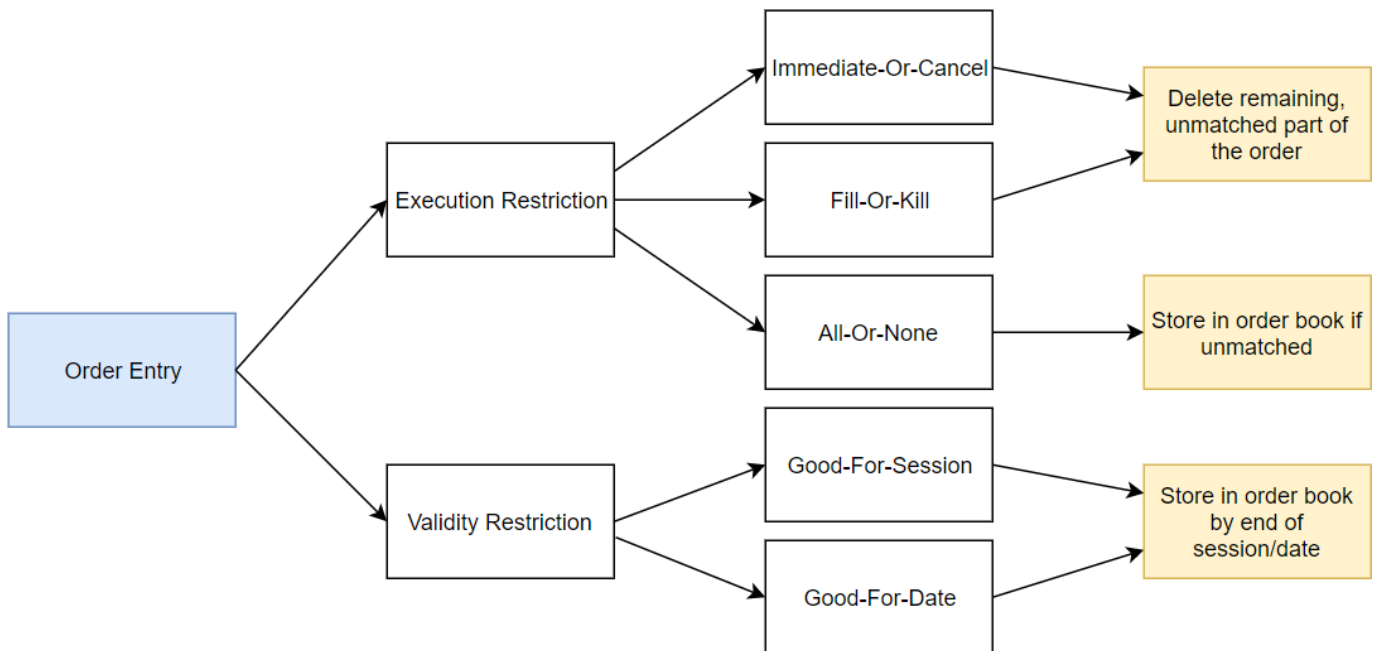 Order Entry
Execution Restriction
Validity Restriction
Immediate-Or-Cancel
Fill-Or-Kill
All-Or-None
Good-For-Session
Good-For-Date
Delete remaining,
unmatched part of
the order
Store in order book if
unmatched
Store in order book
by end of
session/date